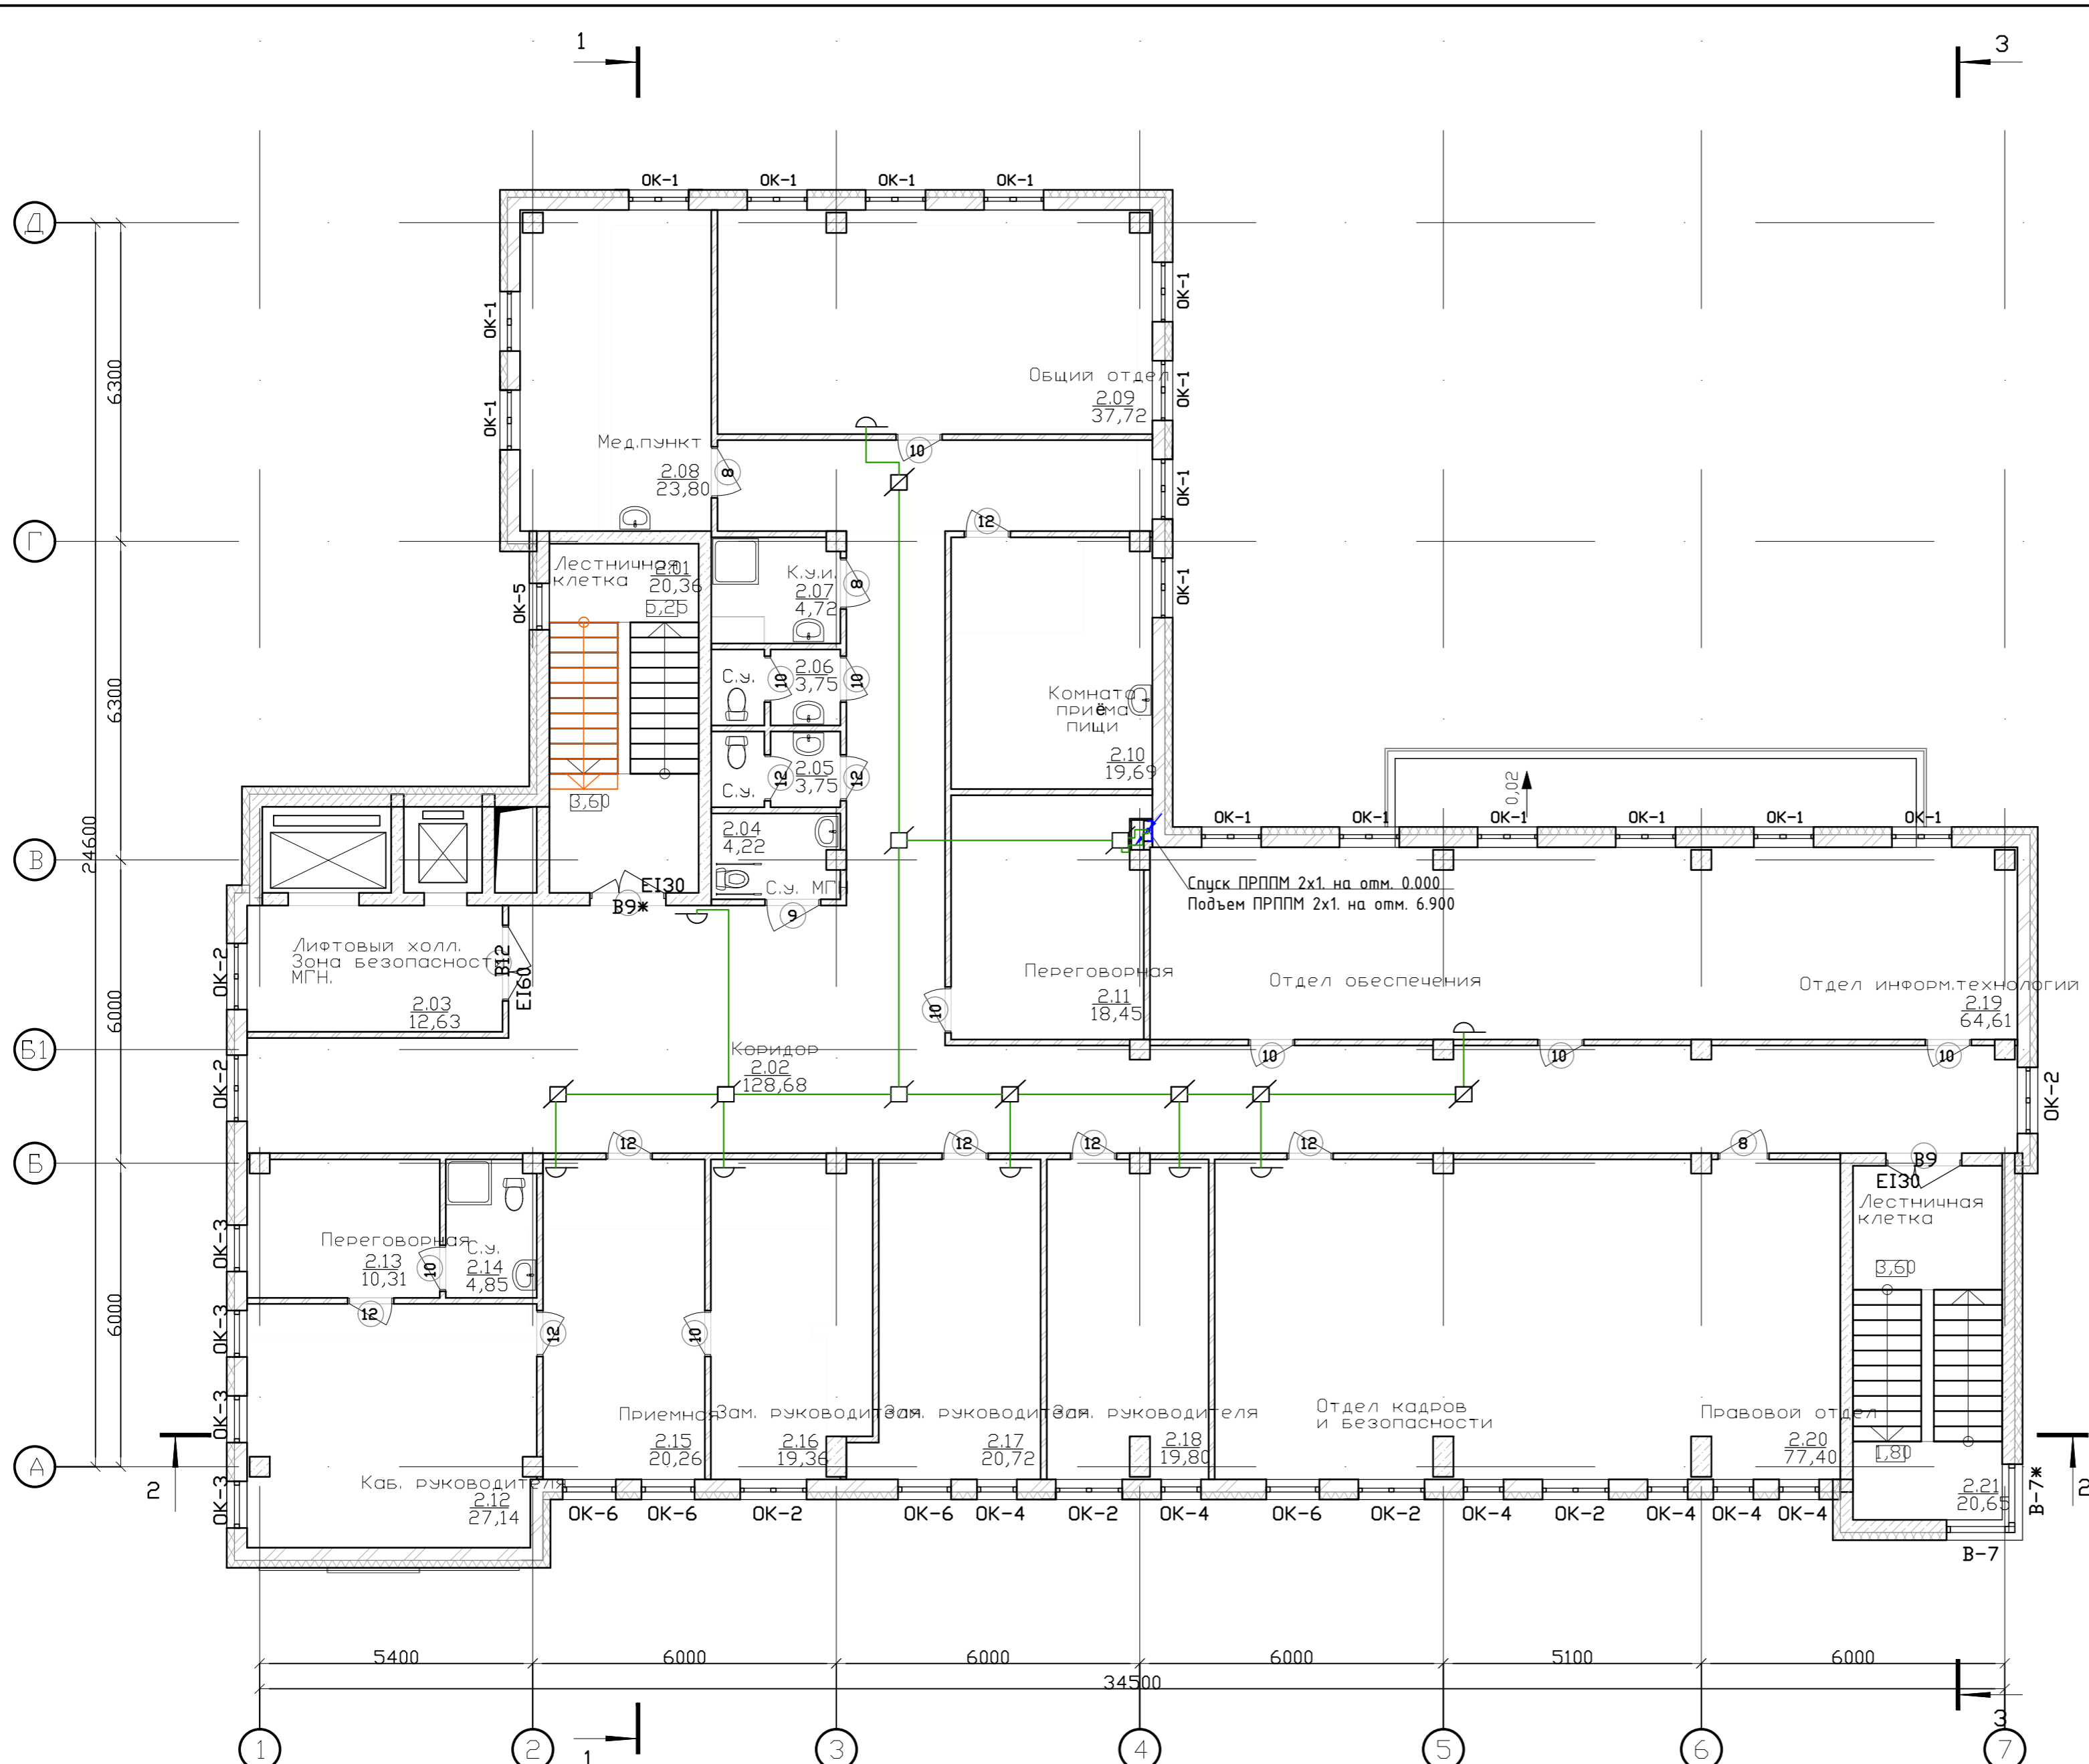 1
3
ОК-1
ОК-1
ОК-1
ОК-1
Д
ОК-1
ОК-1
6300
ОК-1
ОК-1
Общий отдел
2.09
37,72
Мед.пункт
2.08
23,80
8
10
ОК-1
12
Г
Лестничная
клетка
2.01
20,36
5,25
К.у.и.
2.07
4,72
8
ОК-1
ОК-5
6300
С.у.
10
2.06
3,75
10
Комната
приёма
пищи
2.10
19,69
С.у.
12
2.05
3,75
12
3,60
0,02
24600
2.04
4,22
ОК-1
ОК-1
ОК-1
ОК-1
ОК-1
ОК-1
В
EI30
В9*
С.у. МГН
9
Спуск ПРППМ 2х1. на отм. 0.000
Подъем ПРППМ 2х1. на отм. 6.900
Лифтовый холл.
Зона безопасности
МГН.
2.03
12,63
В12
EI60
ОК-2
Переговорная
2.11
18,45
10
Отдел обеспечения
Отдел информ.технологии
2.19
64,61
6000
Б1
Коридор
2.02
128,68
10
10
10
ОК-2
ОК-2
Б
12
12
12
12
8
В9
EI30
Лестничная
клетка
ОК-3
Переговорная
2.13
10,31
10
С.у.
2.14
4,85
3,60
6000
12
ОК-3
12
10
ОК-3
Приемная
2.15
20,26
Зам. руководителя
2.16
19,36
Зам. руководителя
2.17
20,72
Зам. руководителя
2.18
19,80
Отдел кадров
и безопасности
Правовой отдел
2.20
77,40
1,80
А
2
ОК-3
Каб. руководителя
2.12
27,14
2.21
20,65
В-7*
2
ОК-6
ОК-6
ОК-2
ОК-6
ОК-4
ОК-2
ОК-4
ОК-6
ОК-2
ОК-4
ОК-2
ОК-4
ОК-4
ОК-4
В-7
5400
6000
6000
6000
5100
6000
34500
1
3
1
2
3
4
5
6
7